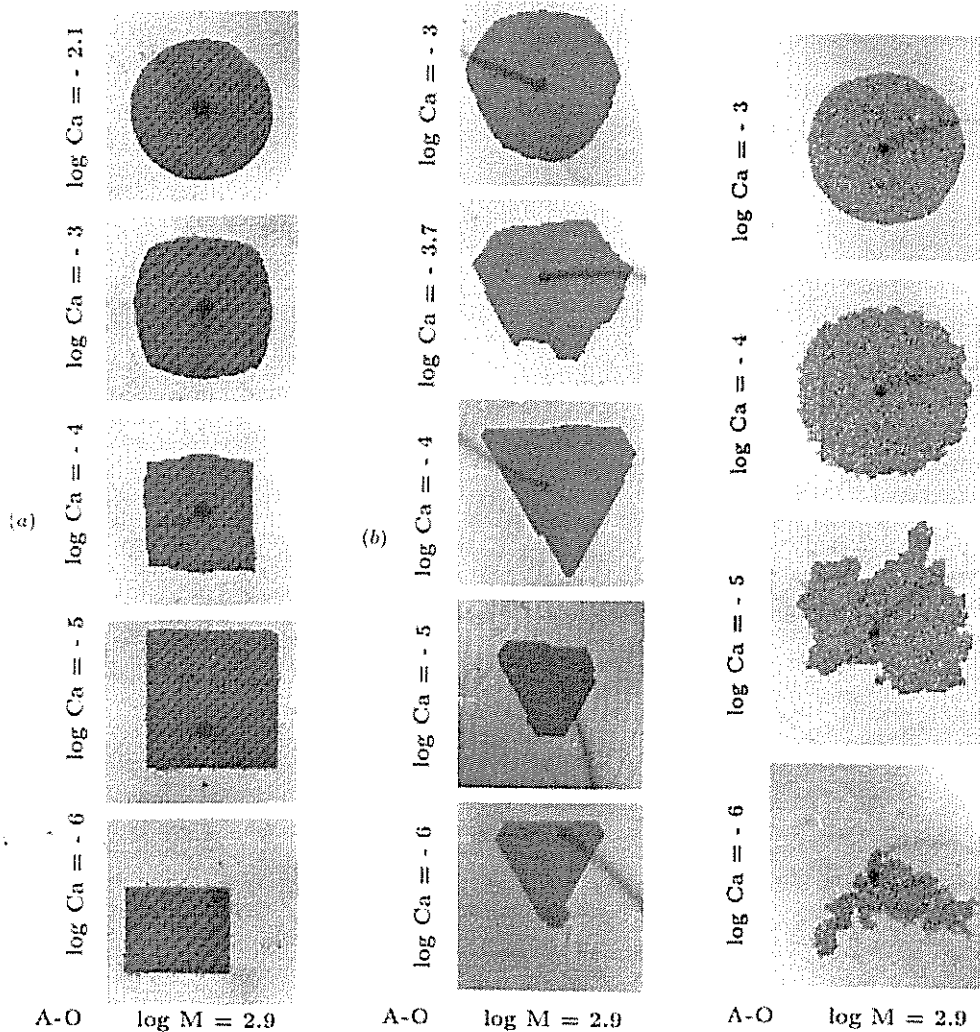 (a)
log Ca = - 2.1
log Ca = - 3
log Ca = - 4
log Ca = - 5
log Ca = - 6
A-O log M = 2.9
(b)
log Ca = - 3
log Ca = - 3.7
log Ca = - 4
log Ca = - 5
log Ca = - 6
A-O log M = 2.9
log Ca = - 3
log Ca = - 4
log Ca = - 5
log Ca = - 6
A-O log M = 2.9